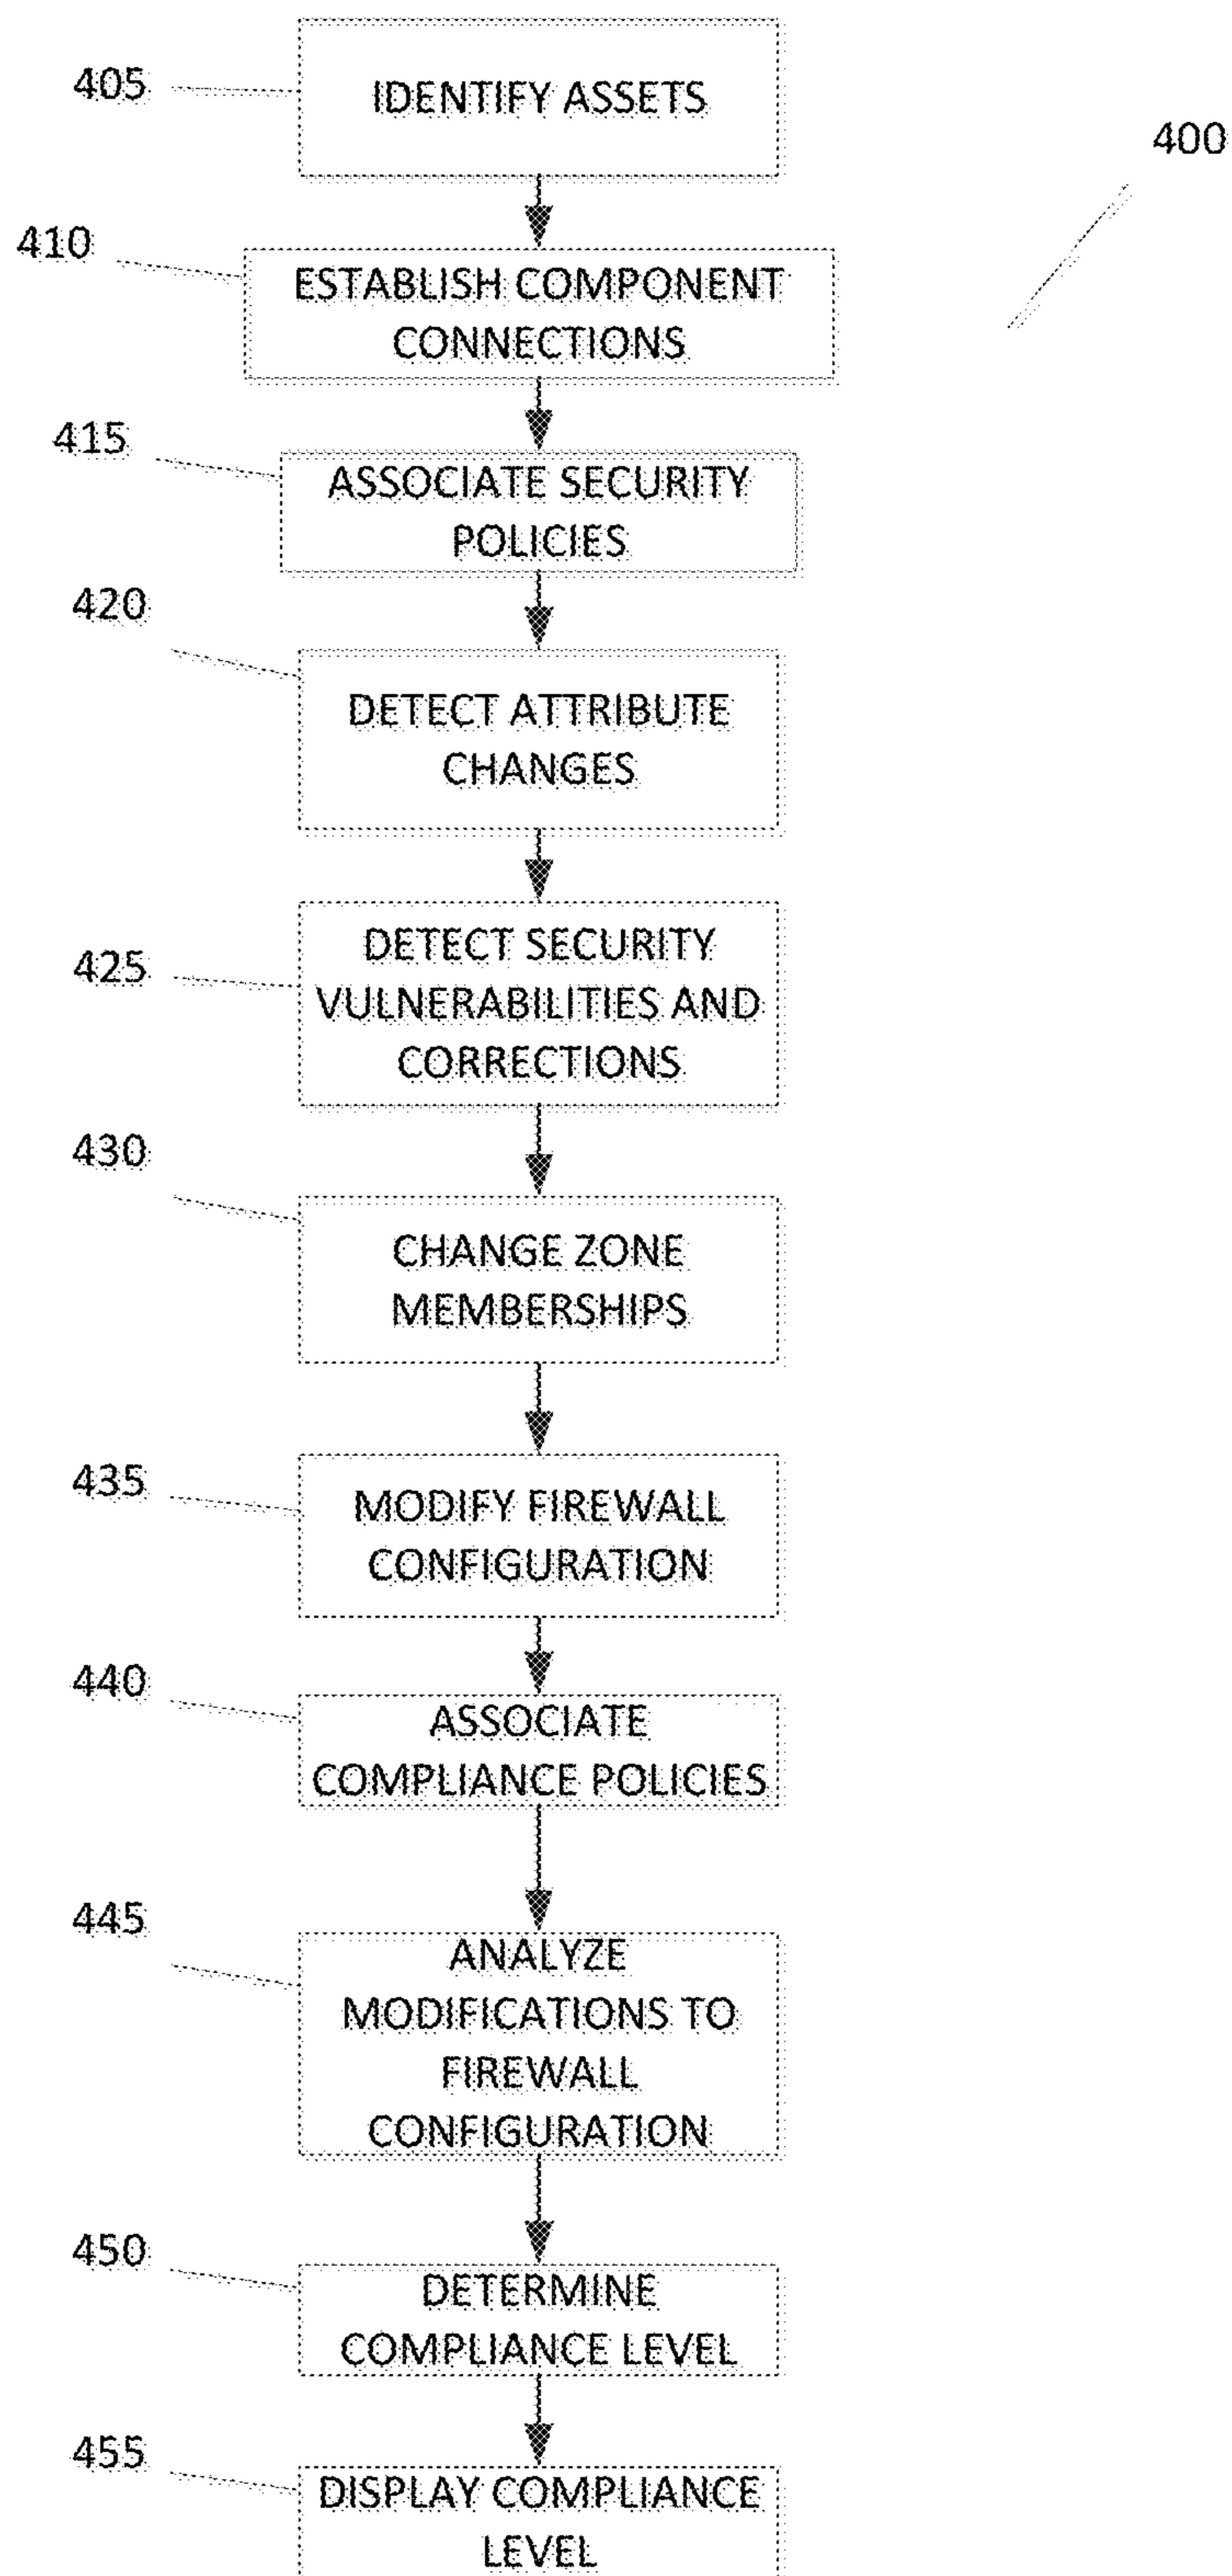 405
IDENTIFY ASSETS
400
410
ESTABLISH COMPONENT
CONNECTIONS
415
ASSOCIATE SECURITY
POLICIES
420
DETECT ATTRIBUTE
CHANGES
425
DETECT SECURITY
VULNERABILITIES AND
CORRECTIONS
430
CHANGE ZONE
MEMBERSHIPS
435
MODIFY FIREWALL
CONFIGURATION
440
ASSOCIATE
COMPLIANCE POLICIES
445
ANALYZE
MODIFICATIONS TO
FIREWALL
CONFIGURATION
450
DETERMINE
COMPLIANCE LEVEL
455
DISPLAY COMPLIANCE
LEVEL